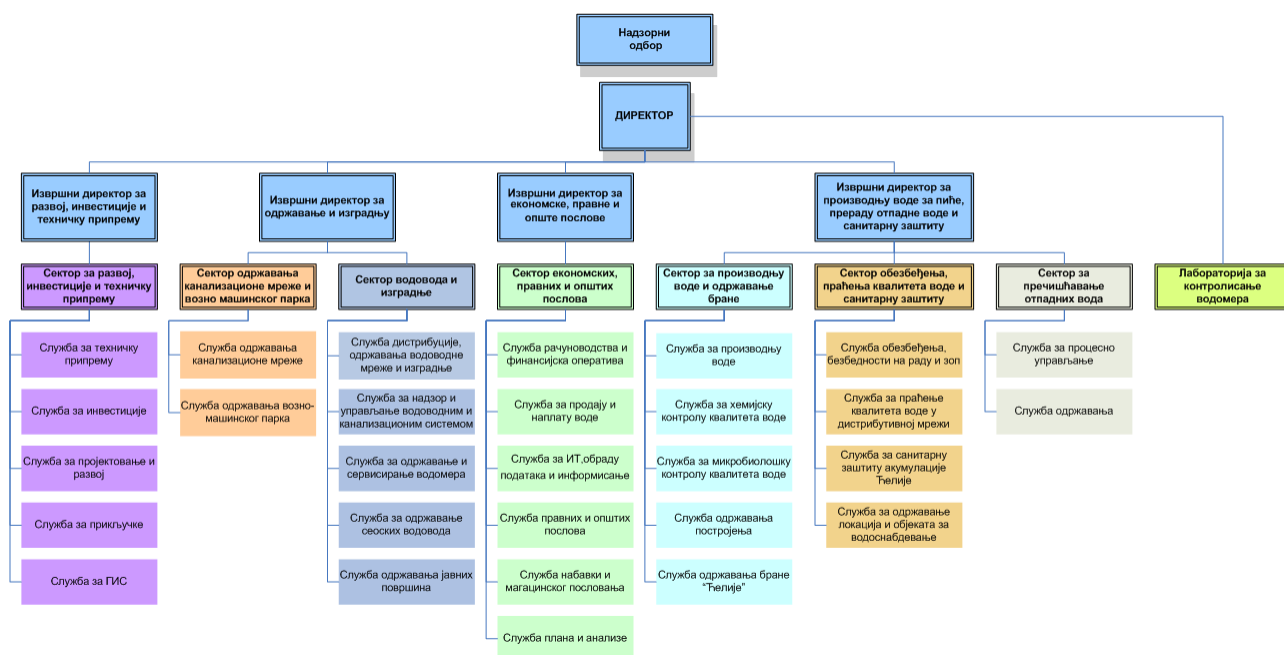 Надзорни
одбор
ДИРЕКТОР
Извршни директор за
развој, инвестиције и
техничку припрему
Извршни директор за
одржавање и изградњу
Извршни директор за
економске, правне и
опште послове
Извршни директор за
производњу воде за пиће,
прераду отпадне воде и
санитарну заштиту
Сектор за развој,
инвестиције и техничку
припрему
Сектор одржавања
канализационе мреже и
возно машинског парка
Сектор водовода и
изградње
Сектор економских,
правних и општих
послова
Сектор за производњу
воде и одржавање
бране
Сектор обезбеђења,
праћења квалитета воде и
санитарну заштиту
Сектор за
пречишћавање
отпадних вода
Лабораторија за
контролисање
водомера
Служба за техничку
припрему
Служба за инвестиције
Служба за пројектовање и
развој
Служба за прикључке
Служба за ГИС
Служба одржавања
канализационе мреже
Служба одржавања возно-
машинског парка
Служба дистрибуције,
одржавања водоводне
мреже и изградње
Служба за надзор и
управљање водоводним и
канализационим системом
Служба за одржавање и
сервисирање водомера
Служба за одржавање
сеоских водовода
Служба одржавања јавних
површина
Служба рачуноводства и
финансијска оператива
Служба за продају и
наплату воде
Служба за ИТ,обраду
података и информисање
Служба правних и општих
послова
Служба набавки и
магацинског пословања
Служба плана и анализе
Служба за производњу
воде
Служба за хемијску
контролу квалитета воде
Служба за микробиолошку
контролу квалитета воде
Служба одржавања
постројења
Служба одржавања бране
“Ћелије”
Служба обезбеђења,
безбедности на раду и зоп
Служба за праћење
квалитета воде у
дистрибутивној мрежи
Служба за санитарну
заштиту акумулације
Ћелије
Служба за одржавање
локација и објеката за
водоснабдевање
Служба за процесно
управљање
Служба одржавања